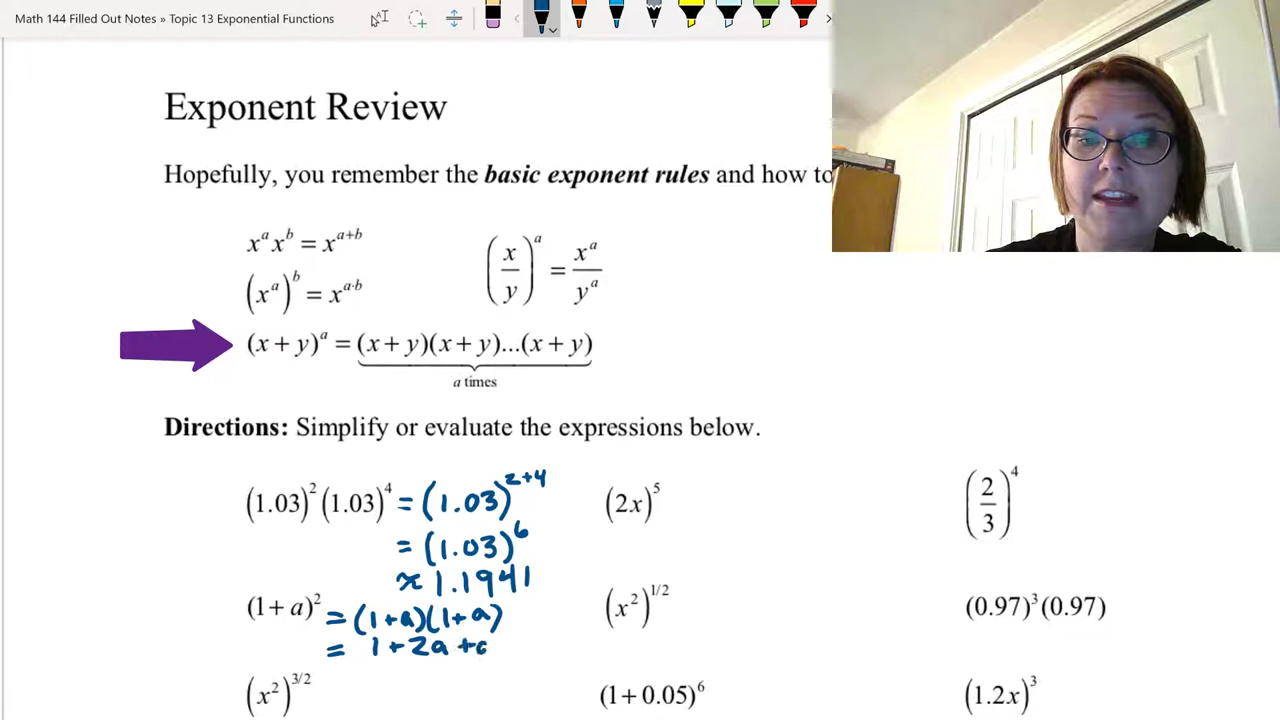 Math 144 Filled Out Notes » Topic 13 Exponential Functions
Exponent Review
Hopefully, you remember the basic exponent rules and how to
x^a x^b = x^{a+b}
(x/y)^a = x^a/y^a
(x^a)^b = x^{a·b}
(x + y)^a = (x + y)(x + y)...(x + y)
a times
Directions: Simplify or evaluate the expressions below.
(1.03)^2 (1.03)^4 = (1.03)^{2+4}
= (1.03)^6
≈ 1.1941
(2x)^5
(2/3)^4
(1 + a)^2 = (1+a)(1+a)
= 1 + 2a +
(x^2)^{1/2}
(0.97)^3 (0.97)
(x^2)^{3/2}
(1 + 0.05)^6
(1.2x)^3